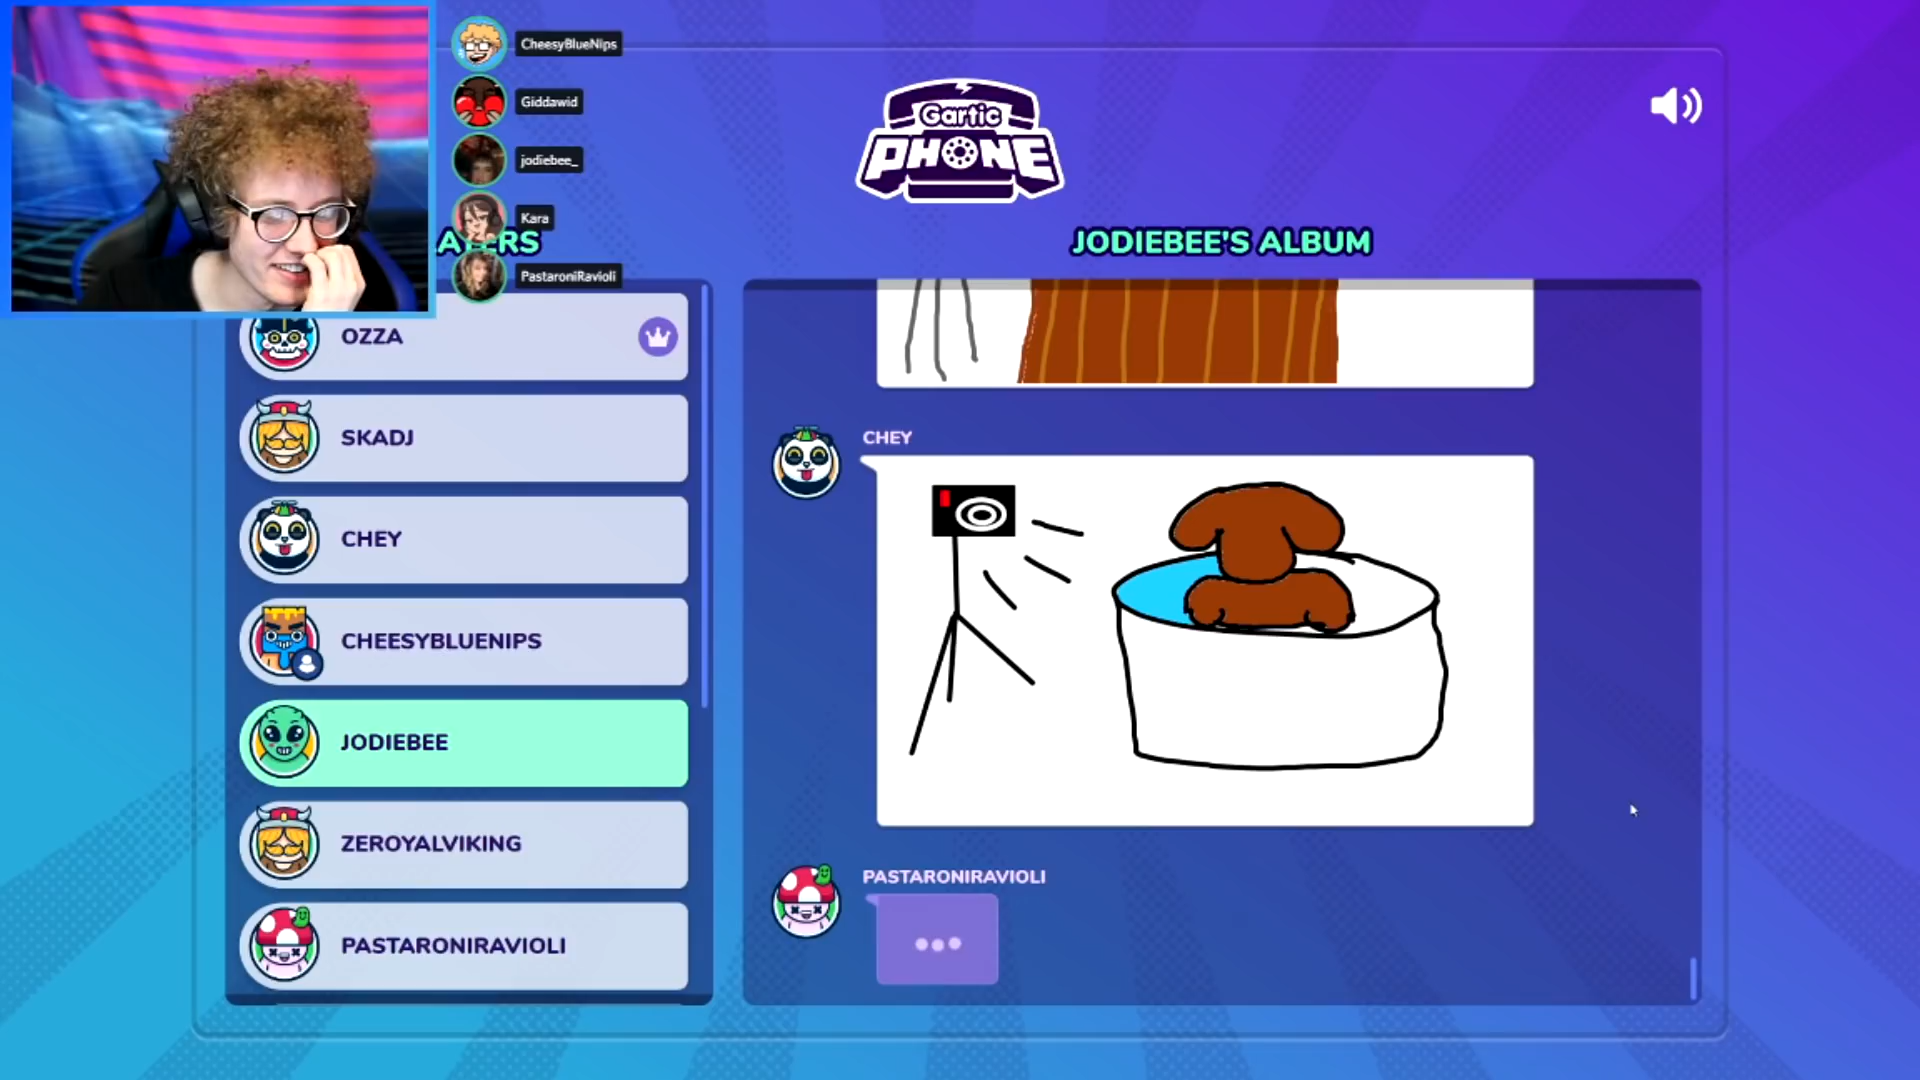 CheesyBlueNips
Giddawid
jodiebee_
Kara
PastaroniRavioli
Gartic
PHONE
JODIEBEE'S ALBUM
OZZA
SKADJ
CHEY
CHEESYBLUENIPS
JODIEBEE
ZEROYALVIKING
PASTARONIRAVIOLI
CHEY
PASTARONIRAVIOLI